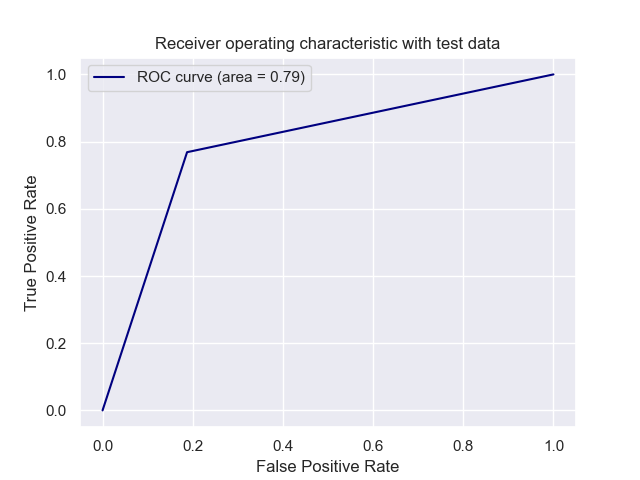 Receiver operating characteristic with test data
ROC curve (area = 0.79)
True Positive Rate
1.0
0.8
0.6
0.4
0.2
0.0
0.0 0.2 0.4 0.6 0.8 1.0
False Positive Rate